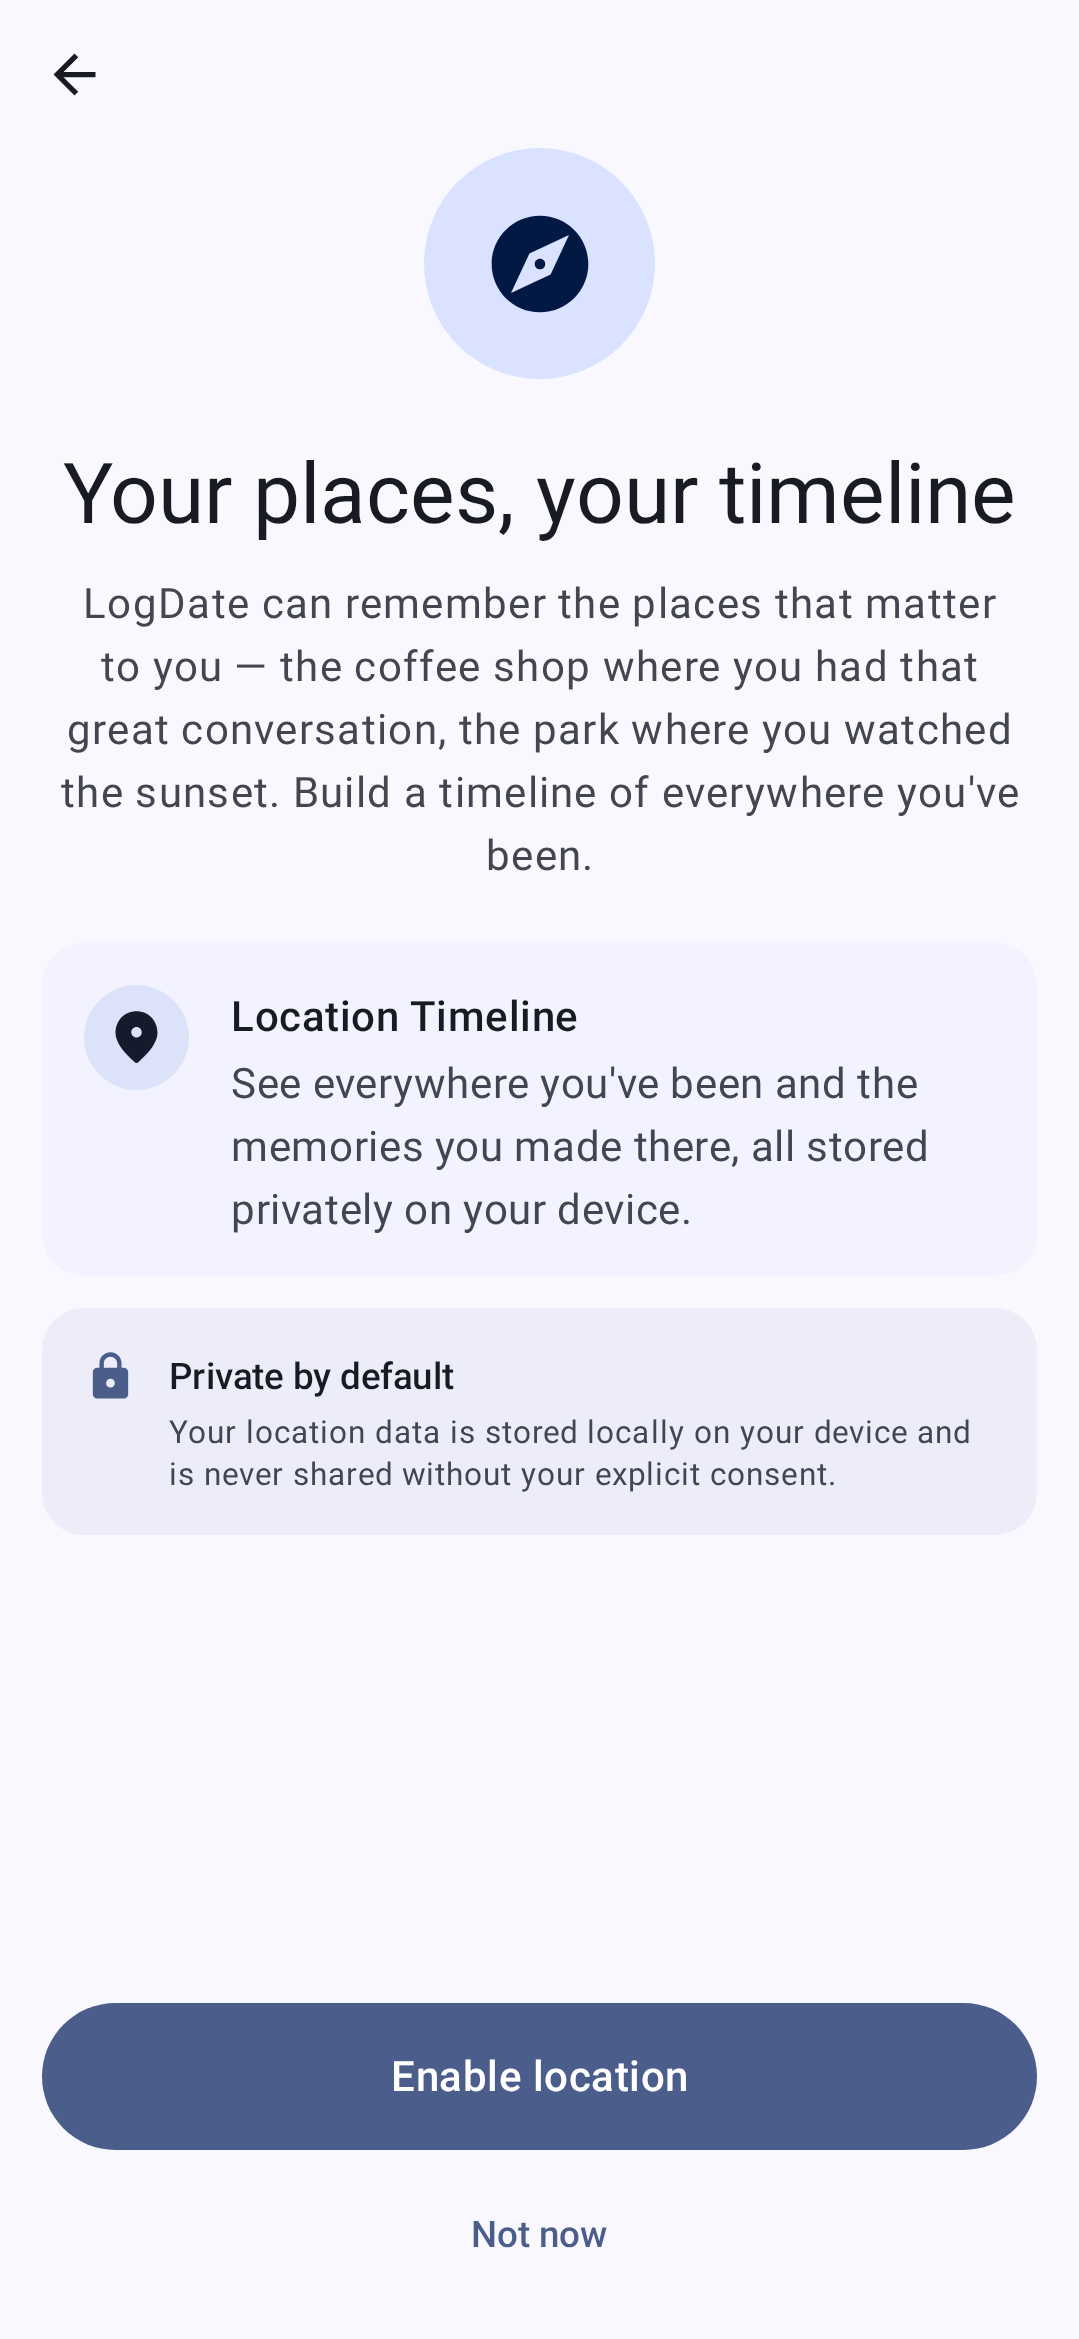 Your places, your timeline
LogDate can remember the places that matter
to you — the coffee shop where you had that
great conversation, the park where you watched
the sunset. Build a timeline of everywhere you've
been.
Location Timeline
See everywhere you've been and the
memories you made there, all stored
privately on your device.
Private by default
Your location data is stored locally on your device and
is never shared without your explicit consent.
Enable location
Not now